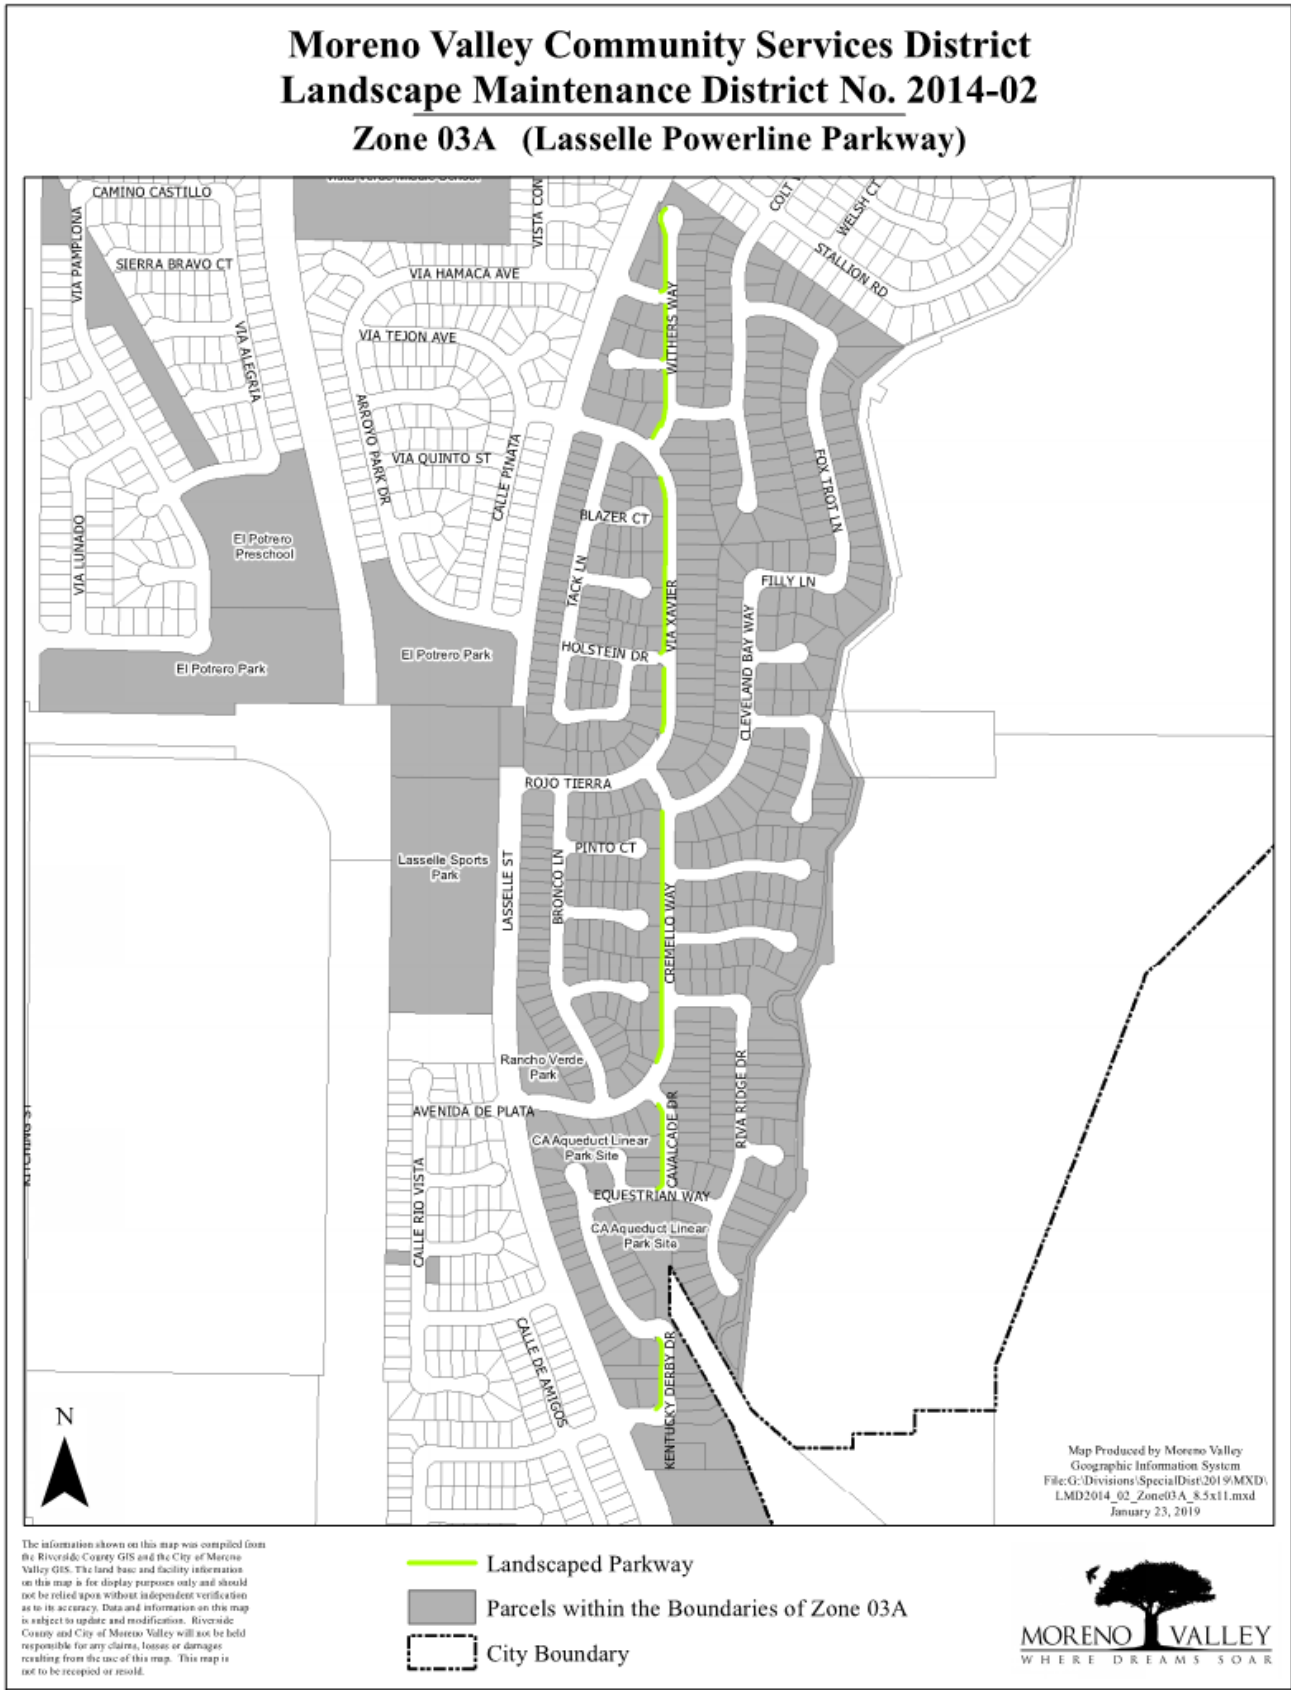 Moreno Valley Community Services District
Landscape Maintenance District No. 2014-02
Zone 03A (Lasselle Powerline Parkway)
CAMINO CASTILLO
VIA PAMPLONA
SIERRA BRAVO CT
VIA ALEGRIA
VISTA CON
VIA HAMACA AVE
VIA TEJON AVE
ARROYO PARK DR
VIA QUINTO ST
CALLE PINATA
COLT
WELSH CT
STALLION RD
WITHERS WAY
FOX TROT LN
VIA LUNADO
El Potrero
Preschool
BLAZER CT
TACK LN
VIA XAVIER
FILLY LN
CLEVELAND BAY WAY
HOLSTEIN DR
El Potrero Park
El Potrero Park
ROJO TIERRA
PINTO CT
Lasselle Sports
Park
LASSELLE ST
BRONCO LN
CREMELLO WAY
Rancho Verde
Park
AVENIDA DE PLATA
RIVA RIDGE DR
CAVALCADE DR
CA Aqueduct Linear
Park Site
EQUESTRIAN WAY
CALLE RIO VISTA
CA Aqueduct Linear
Park Site
CALLE DE AMIGOS
KENTUCKY DERBY DR
N
Map Produced by Moreno Valley
Geographic Information System
File:G:\Divisions\SpecialDist\2019\MXD\
LMD2014_02_Zone03A_8.5x11.mxd
January 23, 2019
The information shown on this map was compiled from
the Riverside County GIS and the City of Moreno
Valley GIS. The land base and facility information
on this map is for display purposes only and should
not be relied upon without independent verification
as to its accuracy. Data and information on this map
is subject to update and modification. Riverside
County and City of Moreno Valley will not be held
responsible for any claims, losses or damages
resulting from the use of this map. This map is
not to be recopied or resold.
Landscaped Parkway
Parcels within the Boundaries of Zone 03A
City Boundary
MORENO VALLEY
WHERE DREAMS SOAR